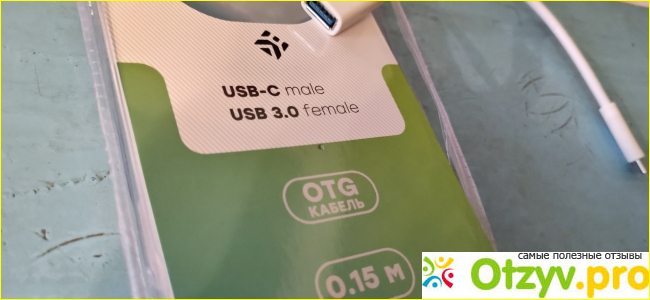 USB-C male
USB 3.0 female
OTG
КАБЕЛЬ
0.15 м
самые полезные отзывы
Otzyv.pro